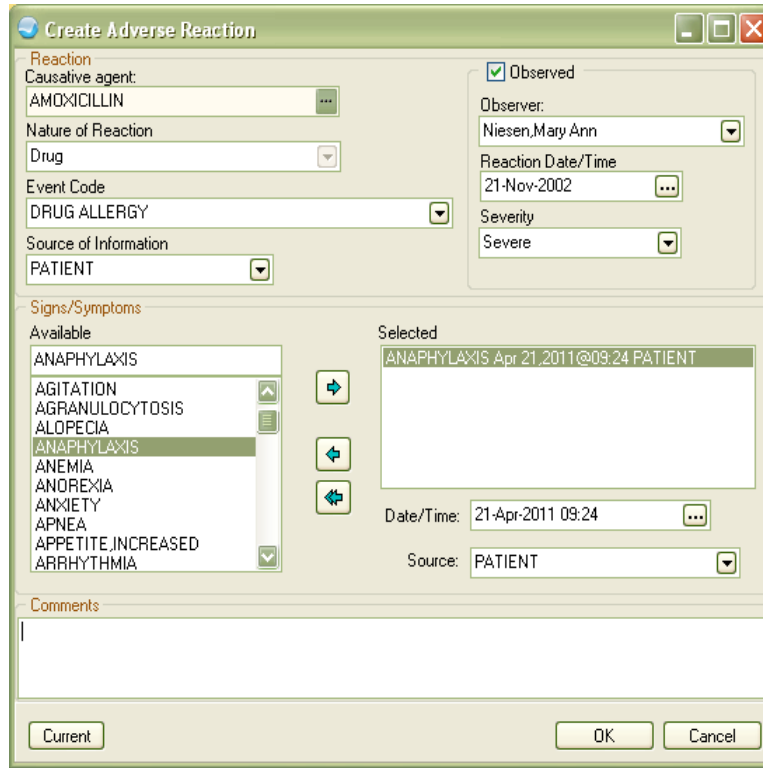 Create Adverse Reaction
Reaction
Causative agent:
AMOXICILLIN
...
Nature of Reaction
Drug
Event Code
DRUG ALLERGY
Source of Information
PATIENT
Observed
Observer:
Niesen,Mary Ann
Reaction Date/Time
21-Nov-2002
...
Severity
Severe
Signs/Symptoms
Available
ANAPHYLAXIS
AGITATION
AGRANULOCYTOSIS
ALOPECIA
ANAPHYLAXIS
ANEMIA
ANOREXIA
ANXIETY
APNEA
APPETITE,INCREASED
ARRHYTHMIA
Selected
ANAPHYLAXIS Apr 21,2011@09:24 PATIENT
Date/Time: 21-Apr-2011 09:24 ...
Source: PATIENT
Comments
Current OK Cancel